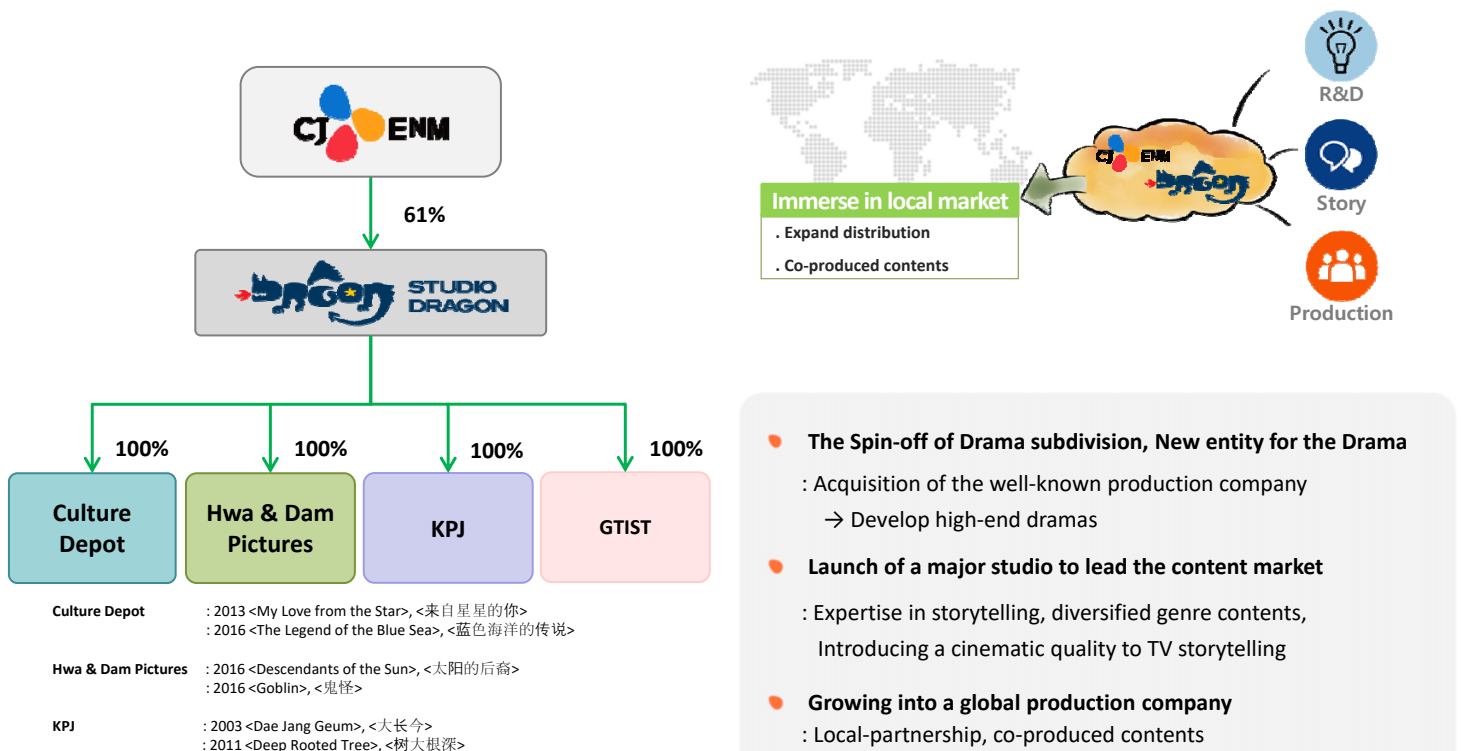 CJ ENM
61%
DRAGON STUDIO
DRAGON
100%
100%
100%
100%
Culture
Depot
Hwa & Dam
Pictures
KPJ
GTIST
Culture Depot : 2013 <My Love from the Star>, <来自星星的你>
: 2016 <The Legend of the Blue Sea>, <蓝色海洋的传说>
Hwa & Dam Pictures : 2016 <Descendants of the Sun>, <太阳的后裔>
: 2016 <Goblin>, <鬼怪>
KPJ : 2003 <Dae Jang Geum>, <大长今>
: 2011 <Deep Rooted Tree>, <树大根深>
R&D
CJ ENM
DRAGON
Story
Production
Immerse in local market
. Expand distribution
. Co-produced contents
The Spin-off of Drama subdivision, New entity for the Drama
: Acquisition of the well-known production company
→ Develop high-end dramas
Launch of a major studio to lead the content market
: Expertise in storytelling, diversified genre contents,
Introducing a cinematic quality to TV storytelling
Growing into a global production company
: Local-partnership, co-produced contents